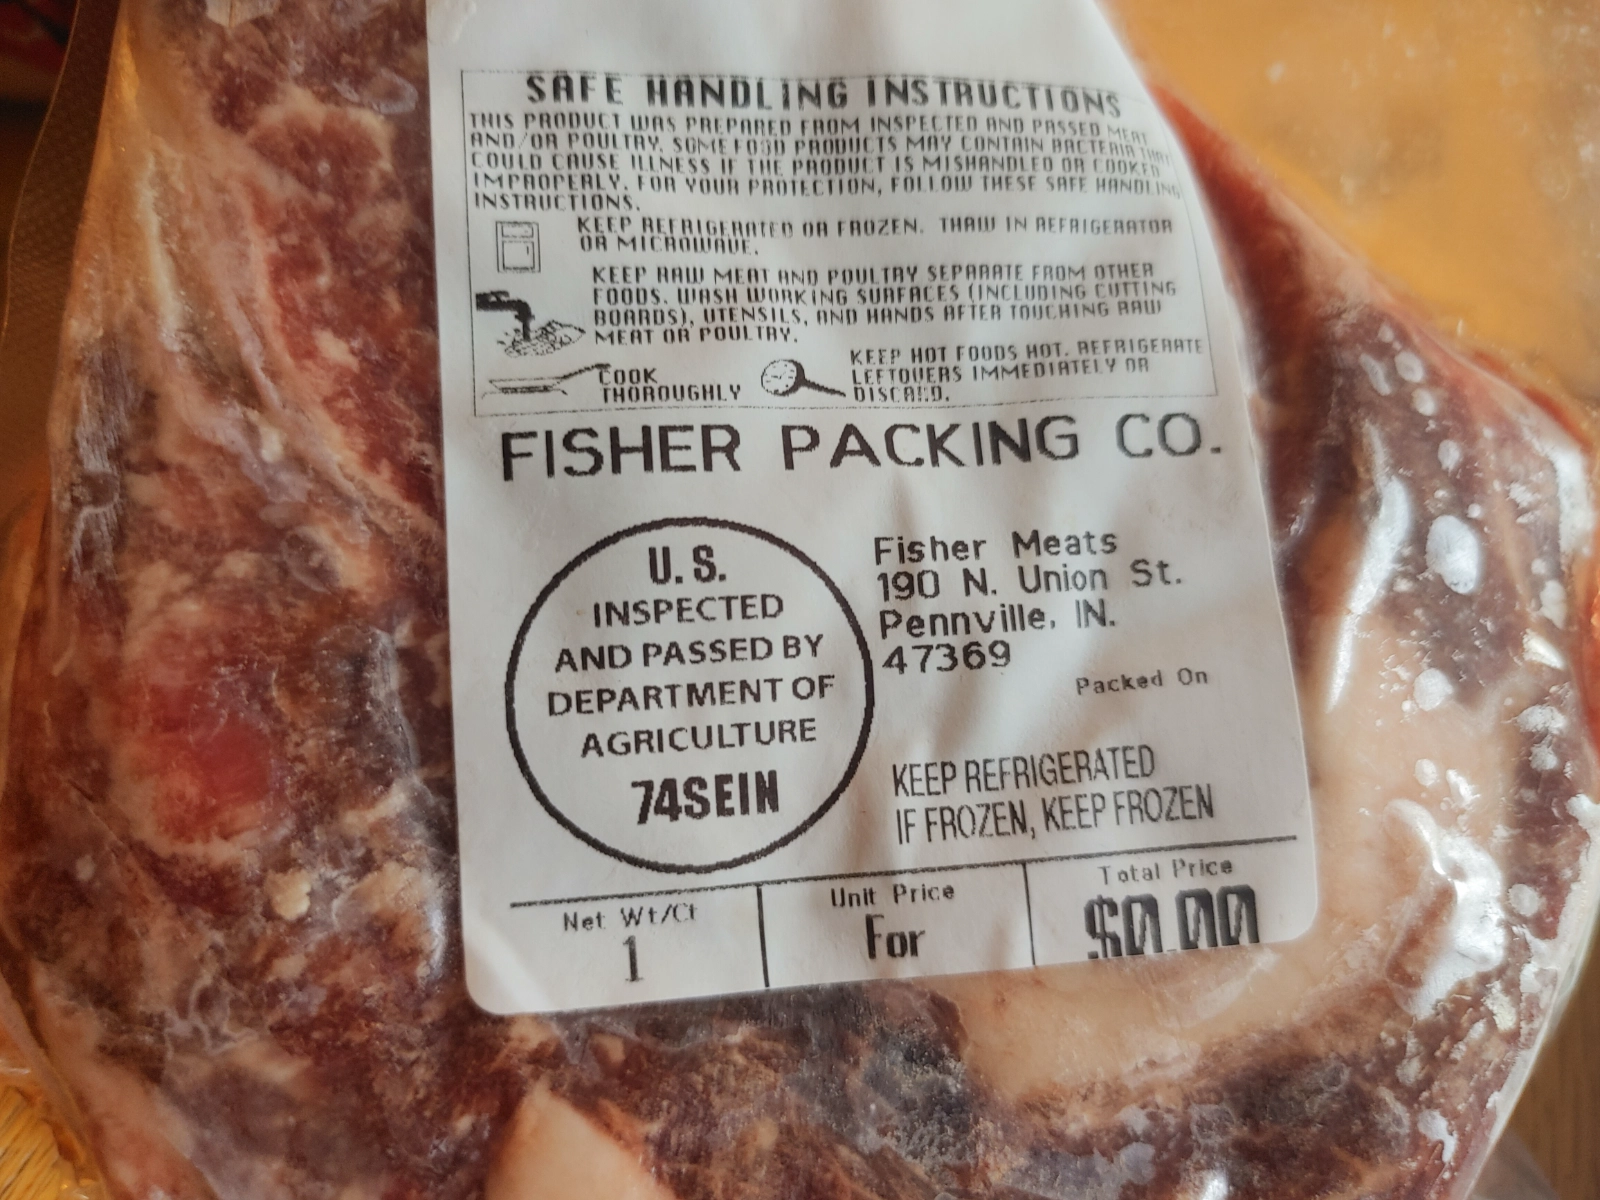 SAFE HANDLING INSTRUCTIONS
THIS PRODUCT WAS PREPARED FROM INSPECTED AND PASSED MEAT
AND/OR POULTRY. SOME FOOD PRODUCTS MAY CONTAIN BACTERIA THAT
COULD CAUSE ILLNESS IF THE PRODUCT IS MISHANDLED OR COOKED
IMPROPERLY. FOR YOUR PROTECTION, FOLLOW THESE SAFE HANDLING
INSTRUCTIONS.
KEEP REFRIGERATED OR FROZEN. THAW IN REFRIGERATOR
OR MICROWAVE.
KEEP RAW MEAT AND POULTRY SEPARATE FROM OTHER
FOODS. WASH WORKING SURFACES (INCLUDING CUTTING
BOARDS), UTENSILS, AND HANDS AFTER TOUCHING RAW
MEAT OR POULTRY.
COOK
THOROUGHLY
KEEP HOT FOODS HOT. REFRIGERATE
LEFTOVERS IMMEDIATELY OR
DISCARD.
FISHER PACKING CO.
U.S.
INSPECTED
AND PASSED BY
DEPARTMENT OF
AGRICULTURE
74SEIN
Fisher Meats
190 N. Union St.
Pennville, IN.
47369
Packed On
KEEP REFRIGERATED
IF FROZEN, KEEP FROZEN
Net Wt/Ct
1
Unit Price
For
Total Price
$0.00